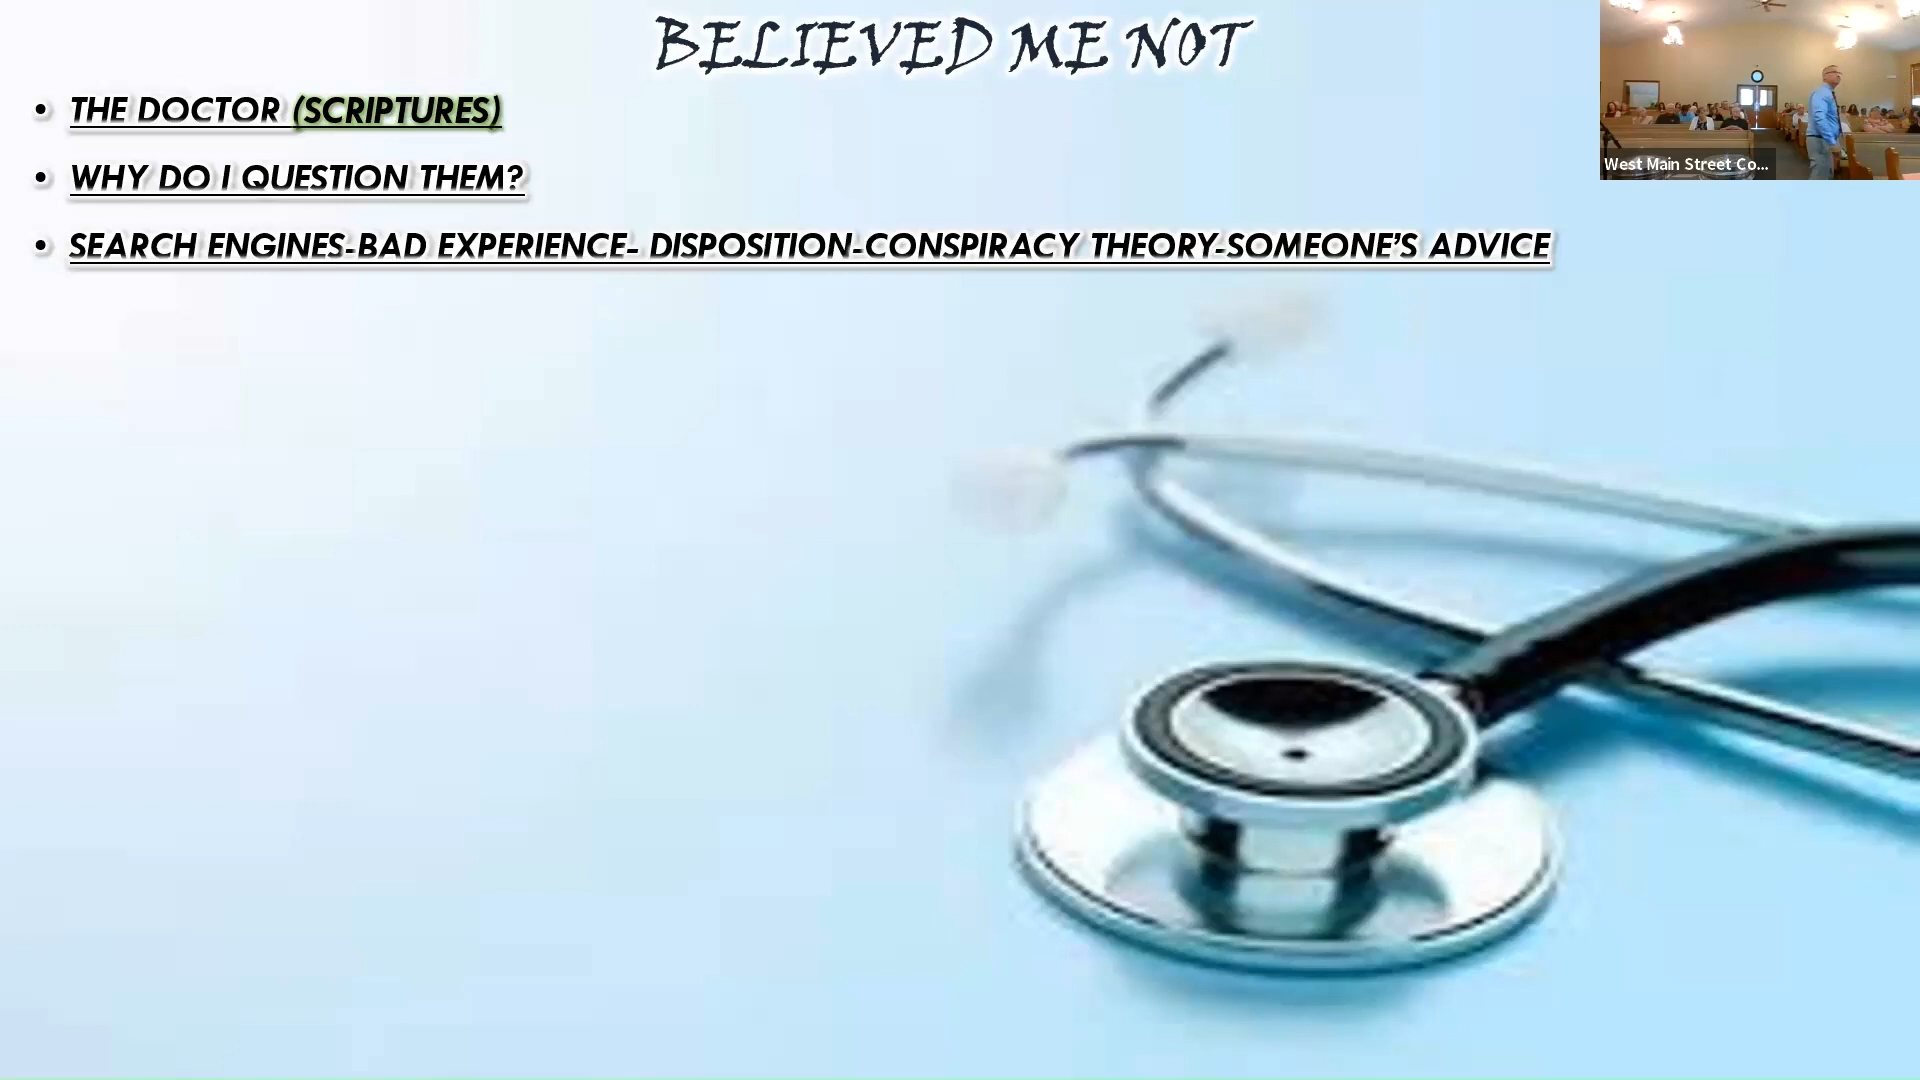 BELIEVED ME NOT
• THE DOCTOR (SCRIPTURES)
• WHY DO I QUESTION THEM?
• SEARCH ENGINES-BAD EXPERIENCE- DISPOSITION-CONSPIRACY THEORY-SOMEONE’S ADVICE
West Main Street Co...